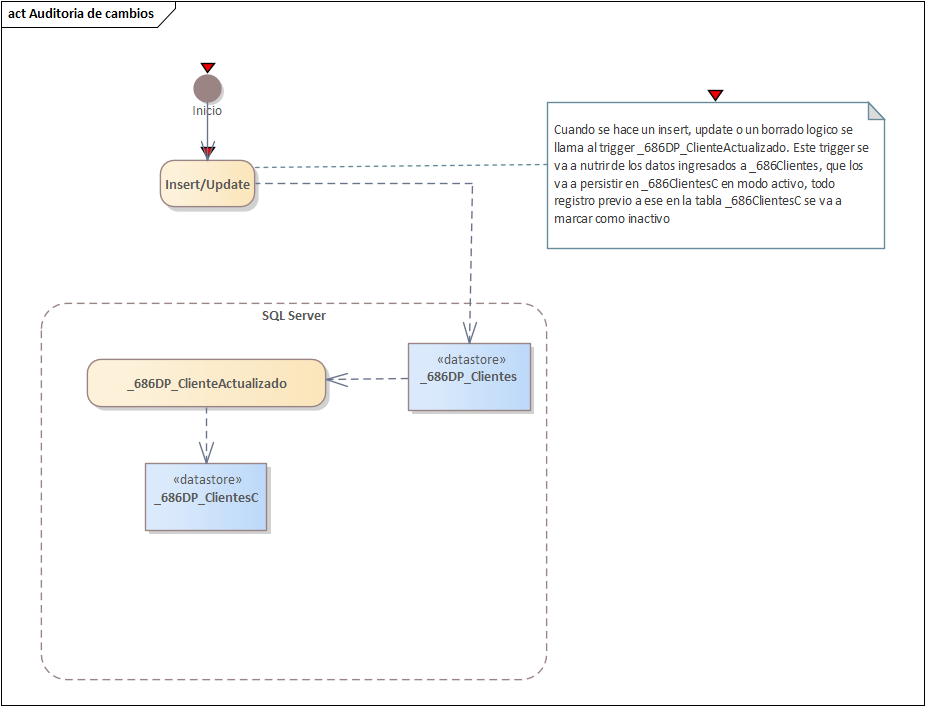 act Auditoria de cambios
Inicio
Insert/Update
Cuando se hace un insert, update o un borrado logico se
llama al trigger _686DP_ClienteActualizado. Este trigger se
va a nutrir de los datos ingresados a _686Clientes, que los
va a persistir en _686ClientesC en modo activo, todo
registro previo a ese en la tabla _686ClientesC se va a
marcar como inactivo
SQL Server
«datastore»
_686DP_Clientes
_686DP_ClienteActualizado
«datastore»
_686DP_ClientesC